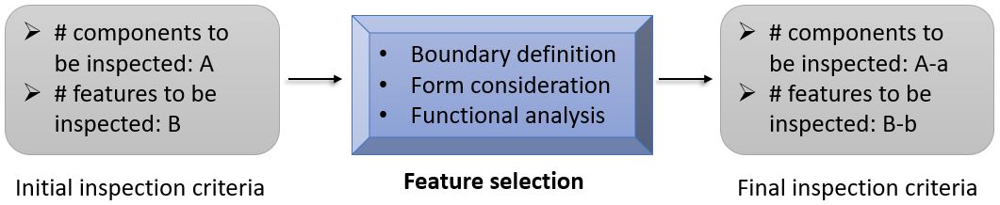 ➢ # components to
be inspected: A
➢ # features to be
inspected: B
Initial inspection criteria
• Boundary definition
• Form consideration
• Functional analysis
Feature selection
➢ # components to
be inspected: A-a
➢ # features to be
inspected: B-b
Final inspection criteria